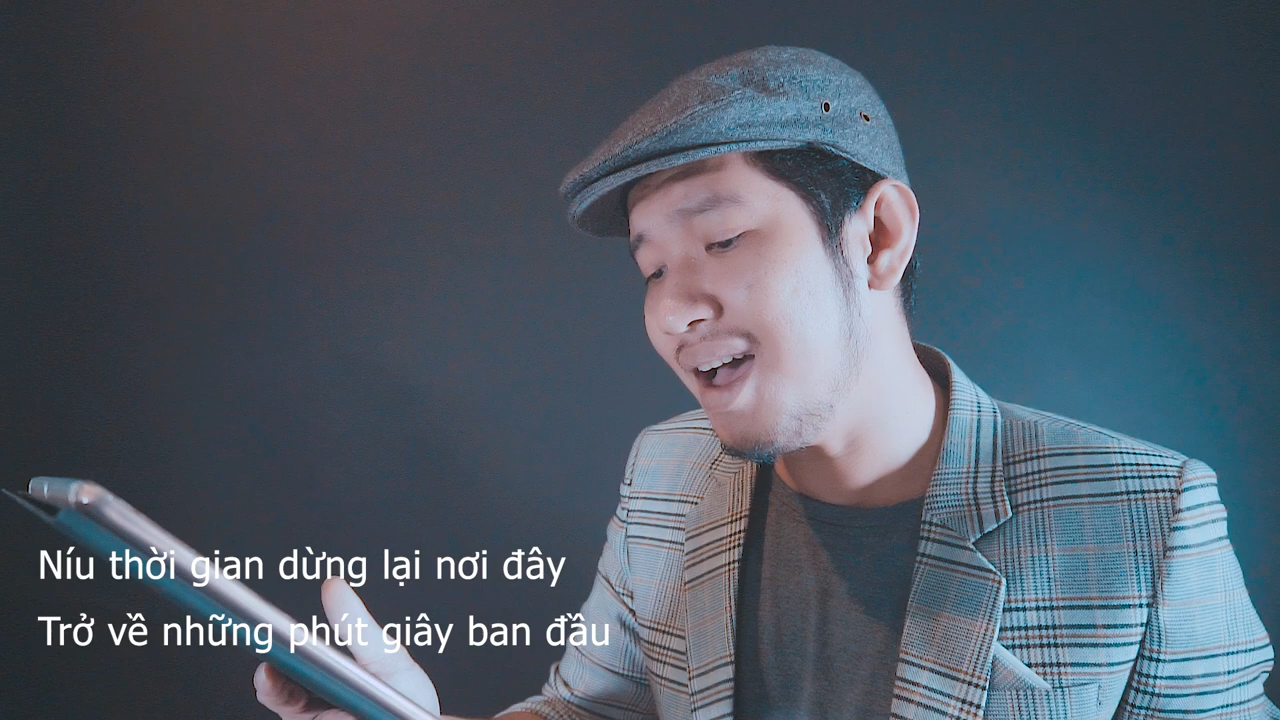 Níu thời gian dừng lại nơi đây
Trở về những phút giây ban đầu